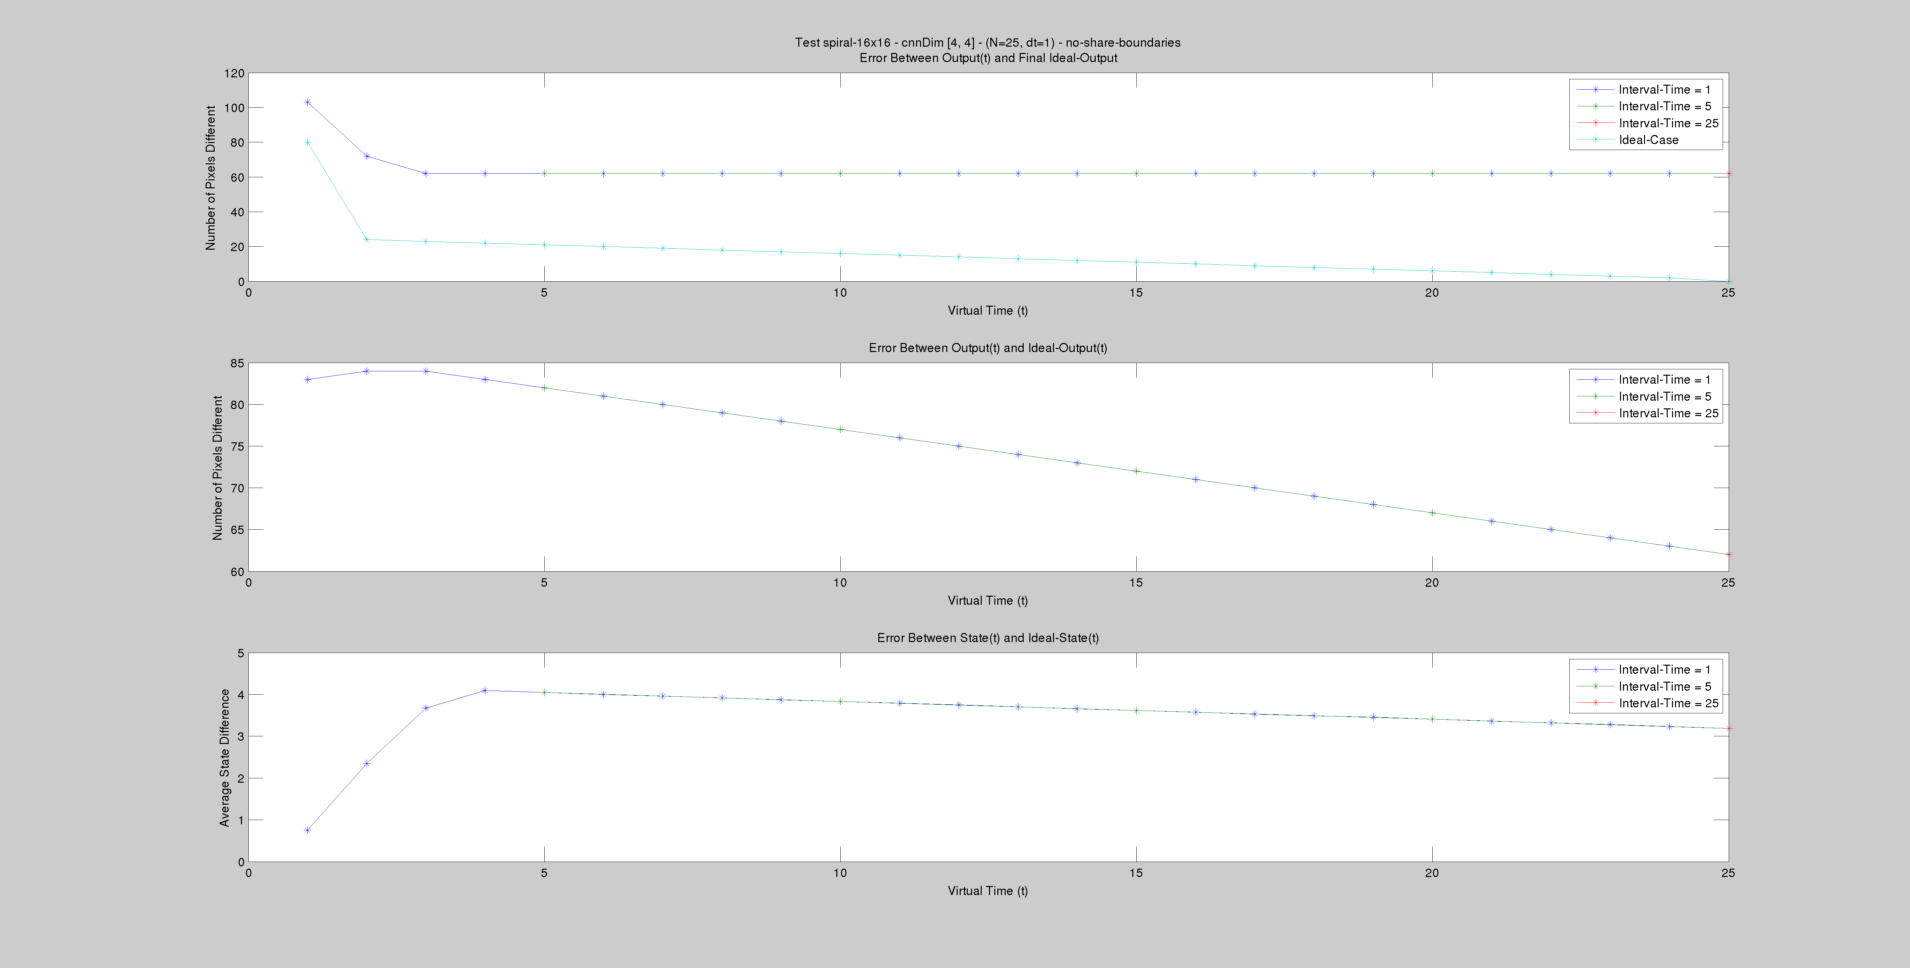 Test spiral-16x16 - cnnDim [4, 4] - (N=25, dt=1) - no-share-boundaries
Error Between Output(t) and Final Ideal-Output
120
100
80
60
40
20
0
Number of Pixels Different
Interval-Time = 1
Interval-Time = 5
Interval-Time = 25
Ideal-Case
0 5 10 15 20 25
Virtual Time (t)
Error Between Output(t) and Ideal-Output(t)
85
80
75
70
65
60
Number of Pixels Different
Interval-Time = 1
Interval-Time = 5
Interval-Time = 25
0 5 10 15 20 25
Virtual Time (t)
Error Between State(t) and Ideal-State(t)
5
4
3
2
1
0
Average State Difference
Interval-Time = 1
Interval-Time = 5
Interval-Time = 25
0 5 10 15 20 25
Virtual Time (t)